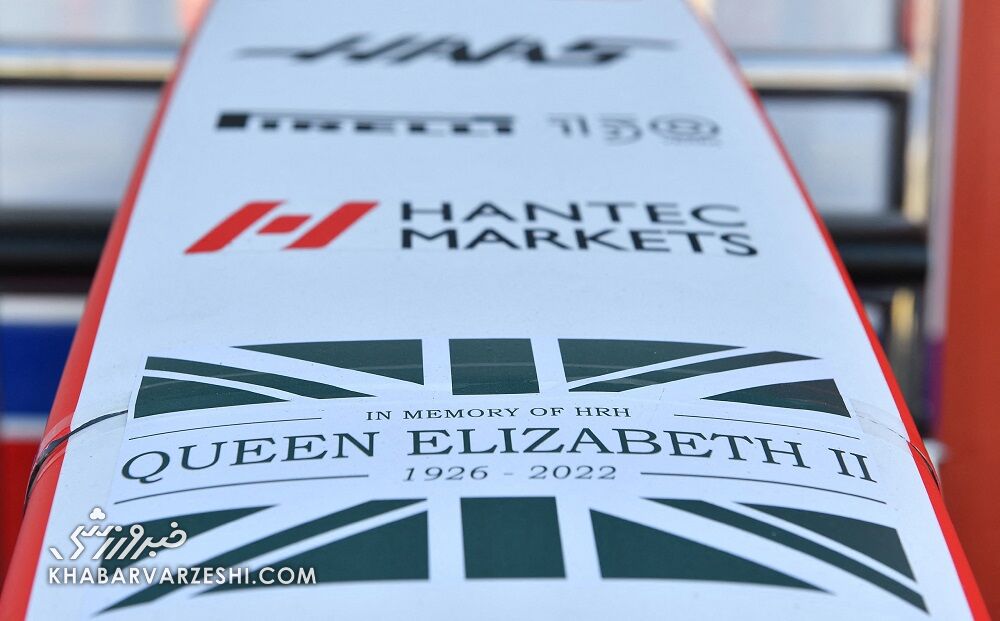 HAAS
PIRELLI 150
HANTEC
MARKETS
IN MEMORY OF HRH
QUEEN ELIZABETH II
1926 - 2022
خبرورزشی
KHABARVARZESHI.COM